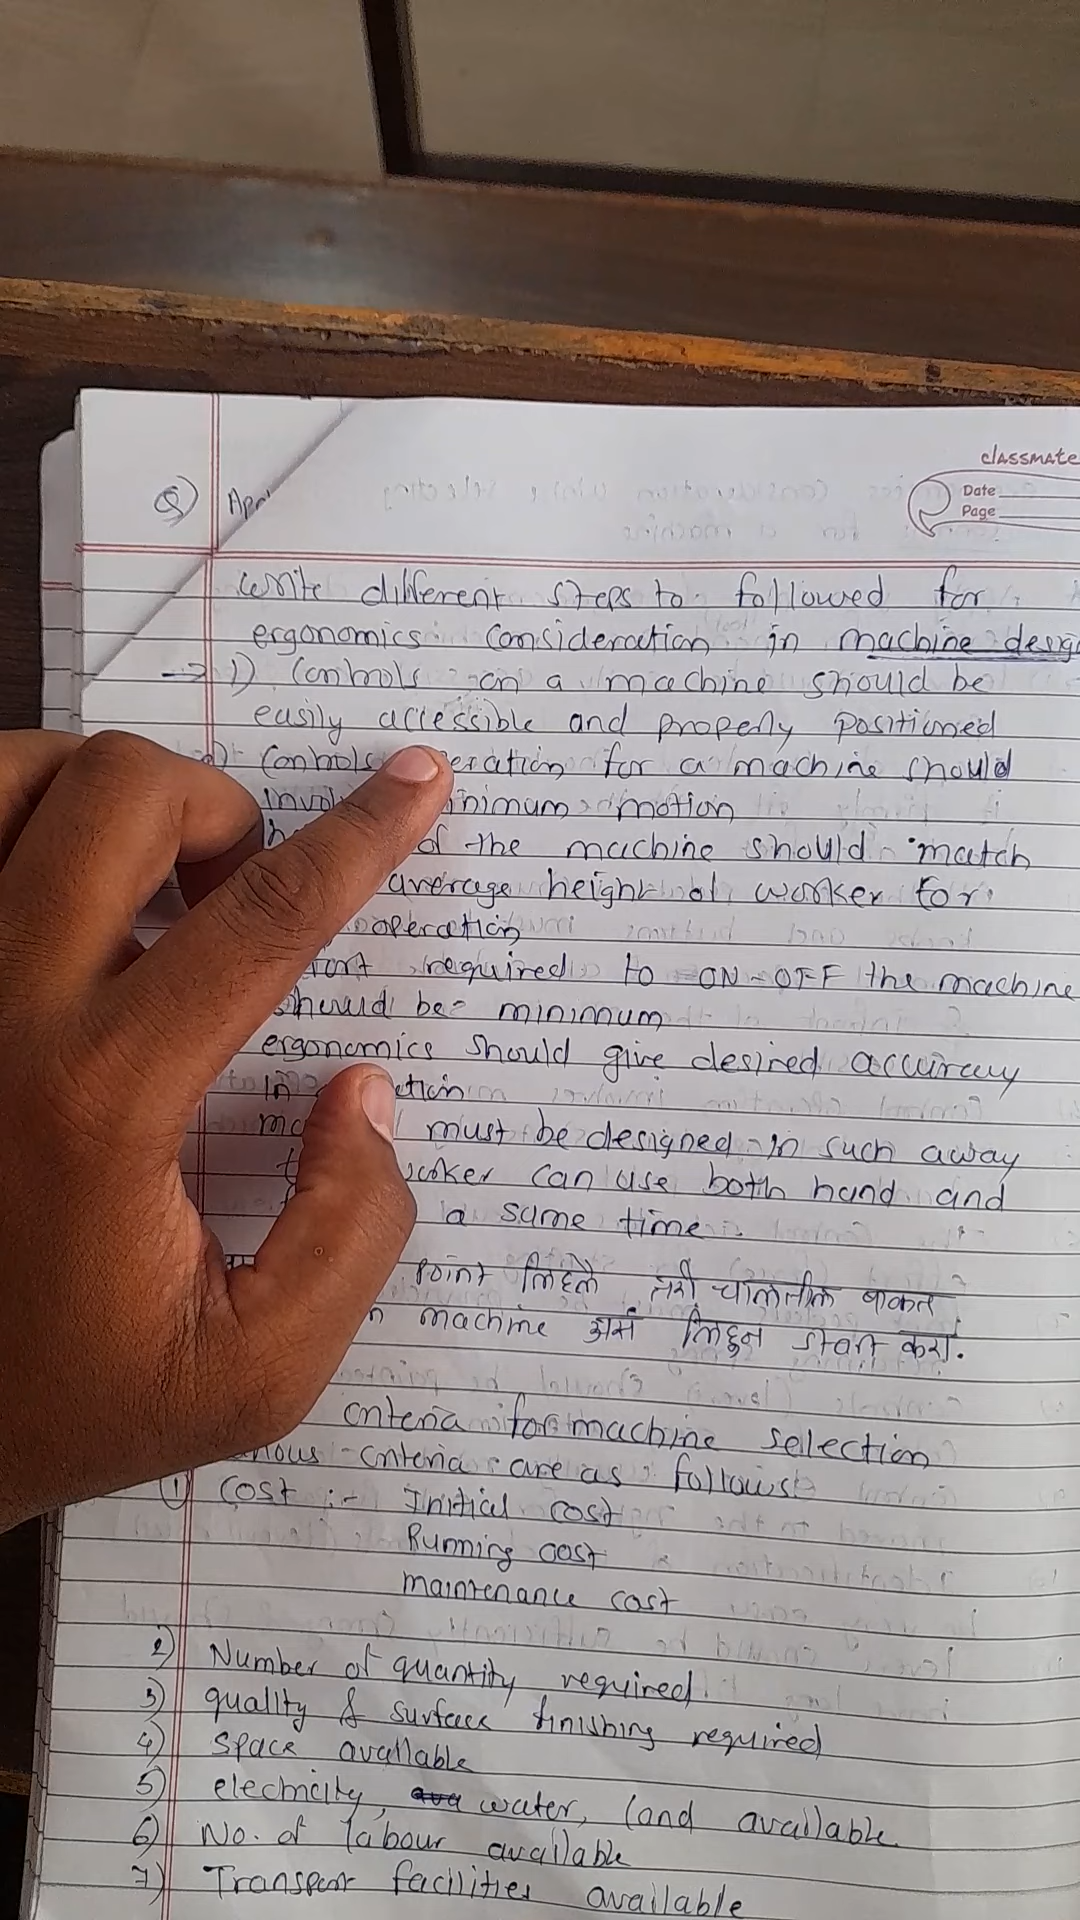 classmate
Date
Page
Q)
write different steps to followed for
ergonomics consideration in machine desig
→ 1) Controls on a machine should be
easily accessible and properly positioned
Controls for a machine should
motion
of the machine should match
average height of worker for
operation
required to ON-OFF the machine
should be minimum
ergonomics should give desired accuracy
in
must be designed in such away
can use both hand and
a same time.
point लिहले तरी चालतील बाकत
machine असं लिहून start करा.
criteria for machine selection
criteria are as follows
① Cost :- Initial cost
Running cost
maintenance cost
2) Number of quantity required
3) quality & surface finishing required
4) space available
5) electricity, water, land available
6) No. of labour available
7) Transport facilities available